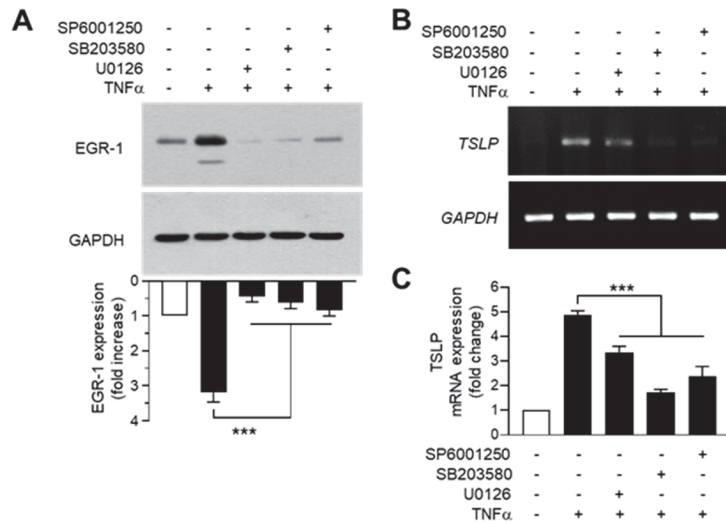 A
SP6001250 - - - - +
SB203580 - - - + -
U0126 - - + - -
TNFα - + + + +
EGR-1
GAPDH
EGR-1 expression
(fold increase)
0
1
2
3
4
***
B
SP6001250 - - - - +
SB203580 - - - + -
U0126 - - + - -
TNFα - + + + +
TSLP
GAPDH
C
TSLP
mRNA expression
(fold change)
6
5
4
3
2
1
0
***
SP6001250 - - - - +
SB203580 - - - + -
U0126 - - + - -
TNFα - + + + +